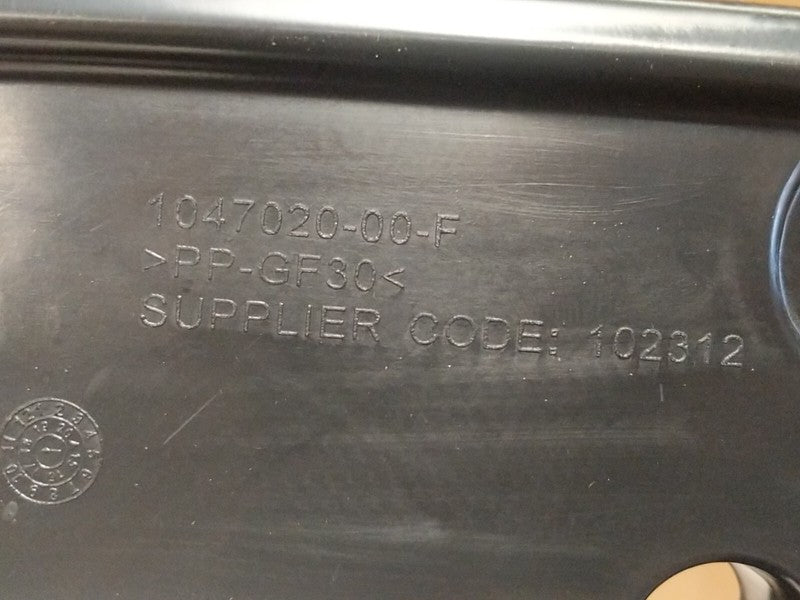 1047020-00-F
>PP-GF30<
SUPPLIER CODE: 102312